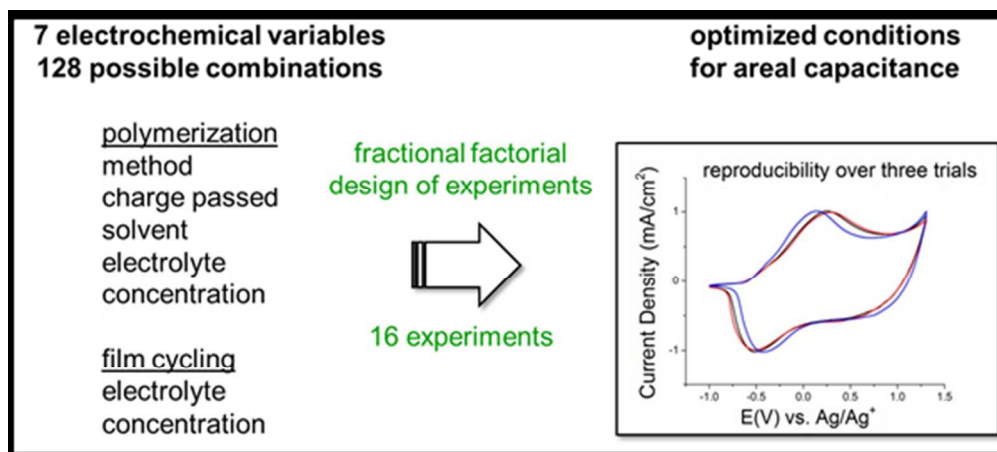 7 electrochemical variables
128 possible combinations
polymerization
method
charge passed
solvent
electrolyte
concentration
film cycling
electrolyte
concentration
fractional factorial
design of experiments
16 experiments
optimized conditions
for areal capacitance
reproducibility over three trials
Current Density (mA/cm²)
1
0
-1
-1.0 -0.5 0.0 0.5 1.0 1.5
E(V) vs. Ag/Ag⁺